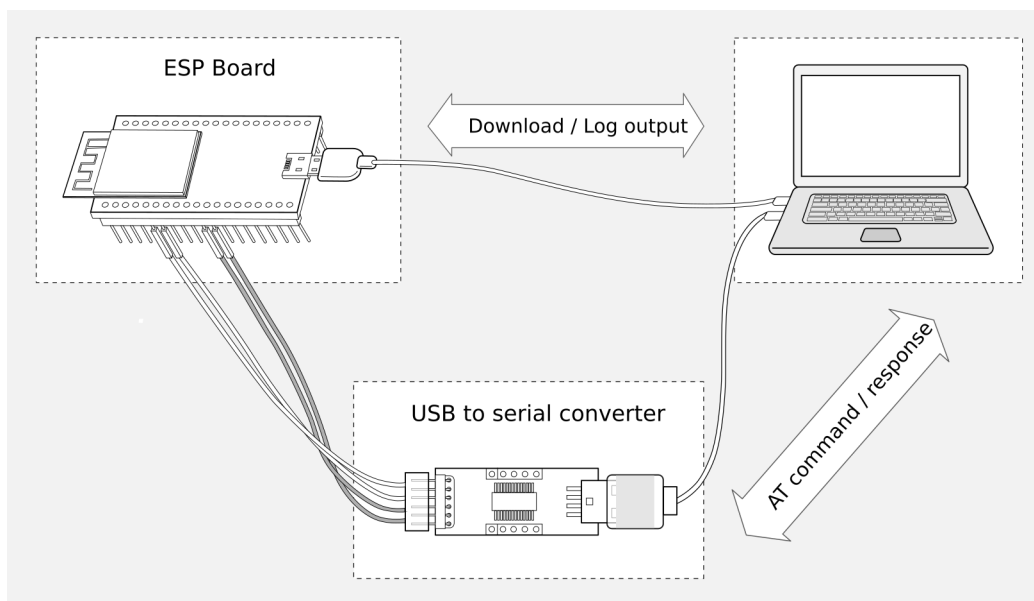 ESP Board
Download / Log output
USB to serial converter
AT command / response